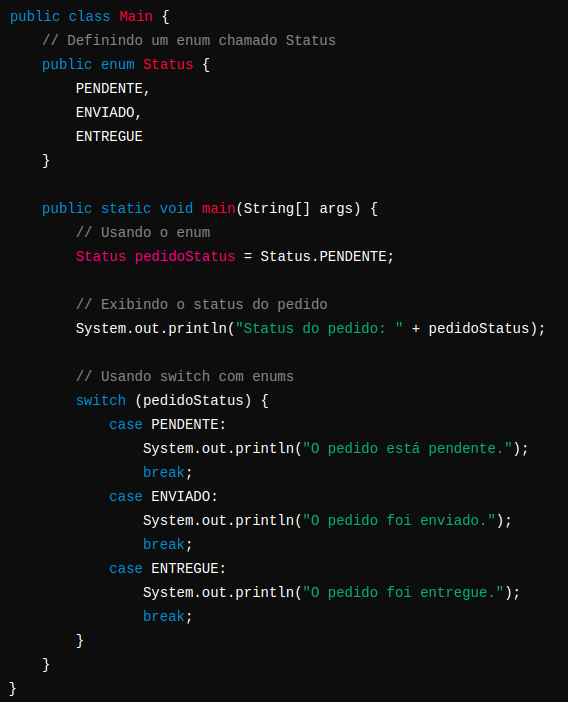 public class Main {
    // Definindo um enum chamado Status
    public enum Status {
        PENDENTE,
        ENVIADO,
        ENTREGUE
    }

    public static void main(String[] args) {
        // Usando o enum
        Status pedidoStatus = Status.PENDENTE;

        // Exibindo o status do pedido
        System.out.println("Status do pedido: " + pedidoStatus);

        // Usando switch com enums
        switch (pedidoStatus) {
            case PENDENTE:
                System.out.println("O pedido está pendente.");
                break;
            case ENVIADO:
                System.out.println("O pedido foi enviado.");
                break;
            case ENTREGUE:
                System.out.println("O pedido foi entregue.");
                break;
        }
    }
}